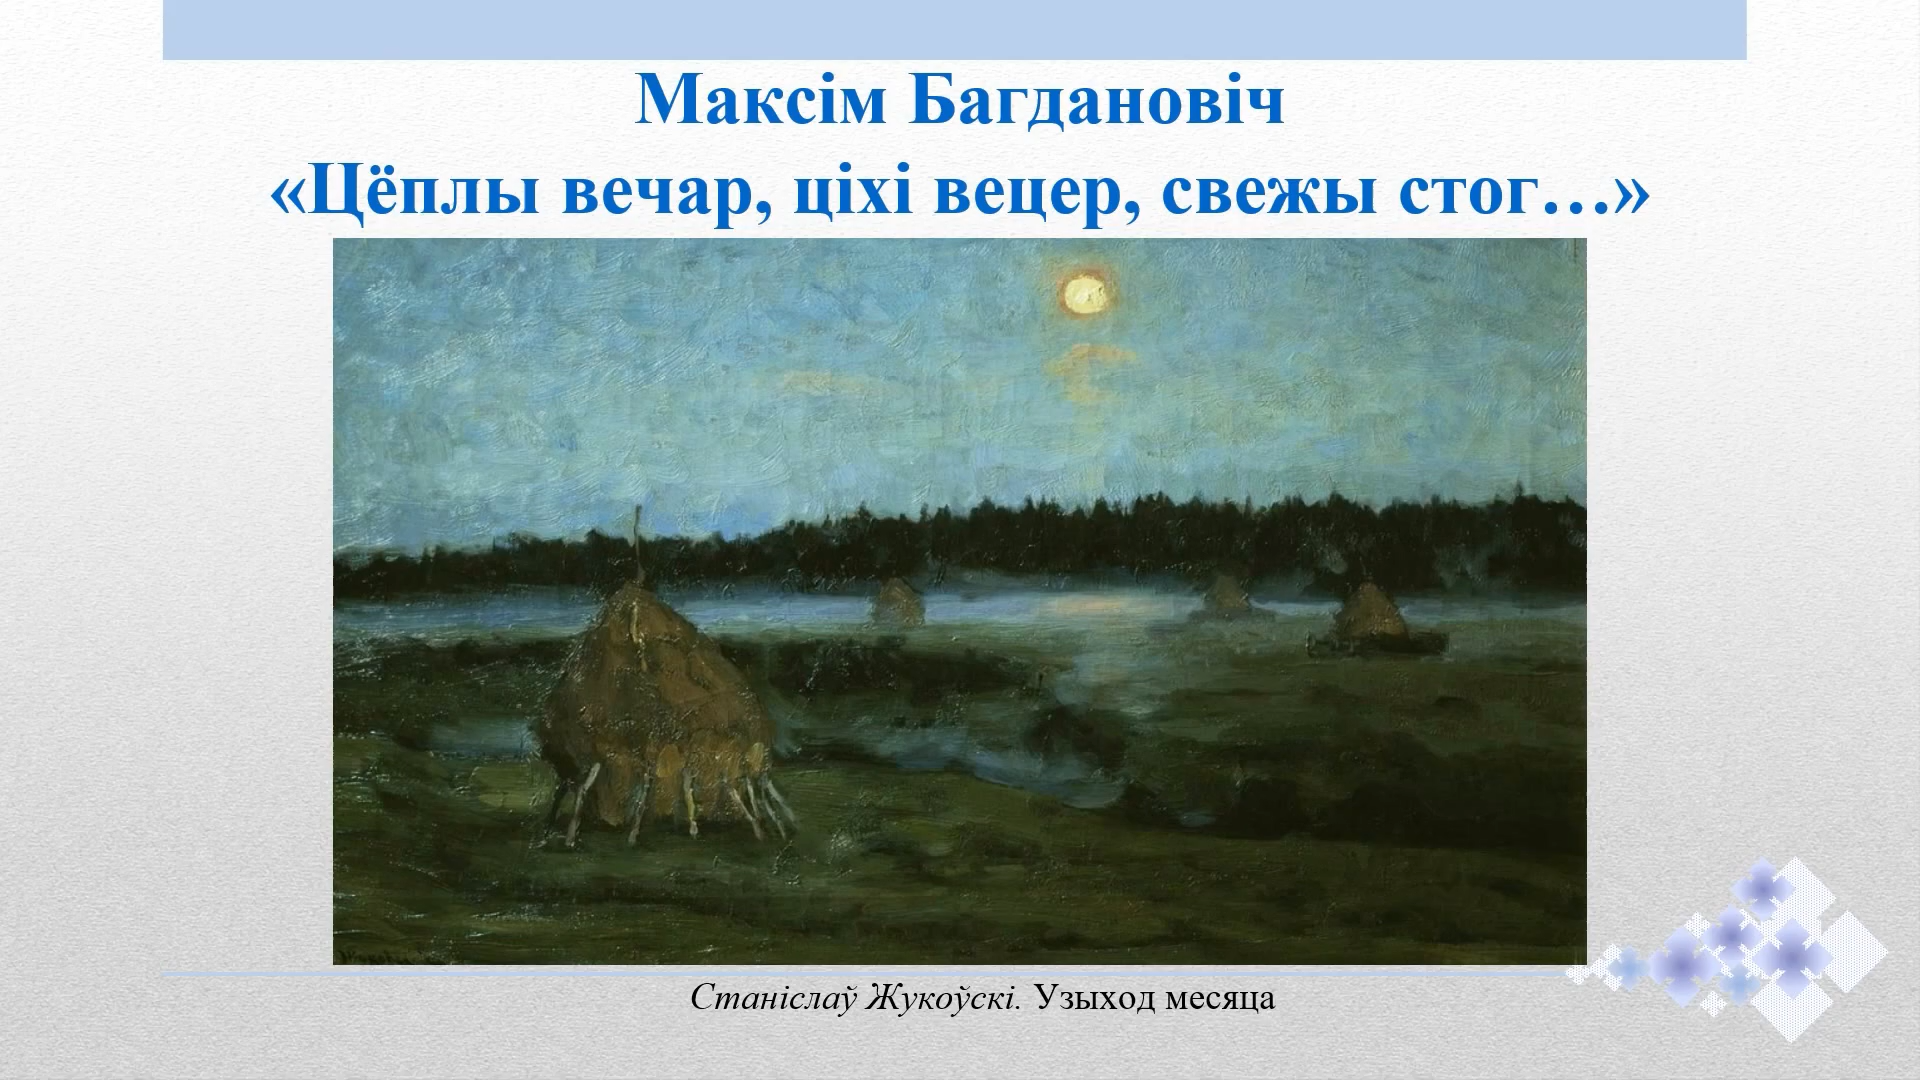 Максім Багдановіч
«Цёплы вечар, ціхі вецер, свежы стог…»
Станіслаў Жукоўскі. Узыход месяца